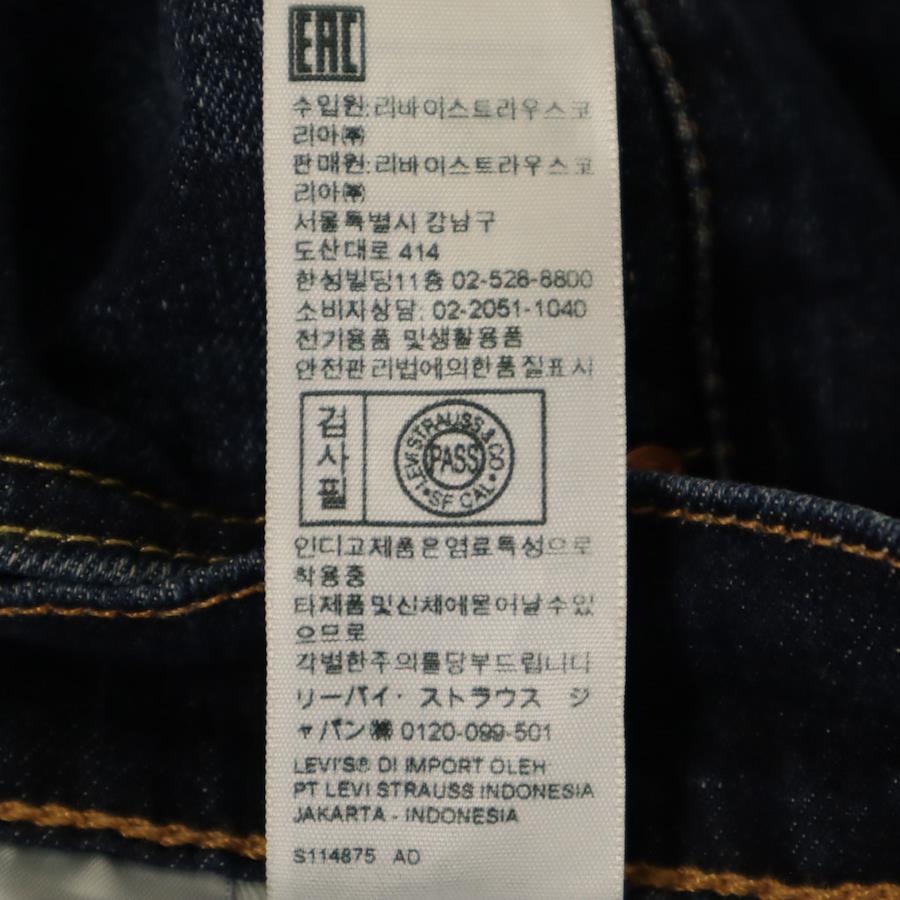 EAC
수입원:리바이스트라우스코
리아㈜
판매원:리바이스트라우스코
리아㈜
서울특별시 강남구
도산대로 414
한성빌딩11층 02-528-8800
소비자상담: 02-2051-1040
전기용품 및생활용품
안전관리법에의한품질표시
검사필
LEVI STRAUSS & CO
PASS
SF CAL
인디고제품은염료특성으로
착용중
타제품및신체에묻어날수있
으므로
각별한주의를당부드립니다
リーバイ・ストラウス ジ
ャパン㈱ 0120-099-501
LEVI'S® DI IMPORT OLEH
PT LEVI STRAUSS INDONESIA
JAKARTA - INDONESIA
S114875 AD